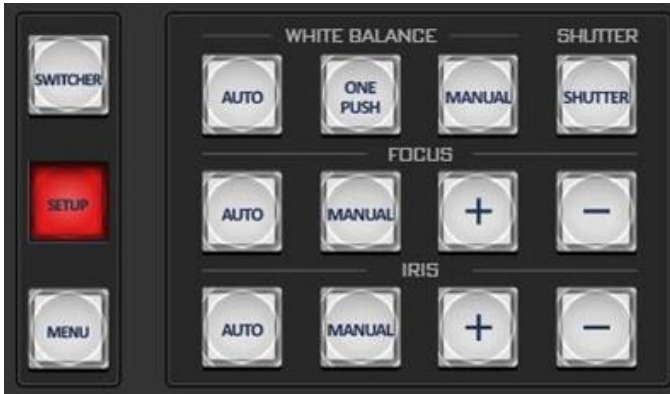 SWITCHER
SETUP
MENU
WHITE BALANCE SHUTTER
AUTO ONE PUSH MANUAL SHUTTER
FOCUS
AUTO MANUAL + −
IRIS
AUTO MANUAL + −